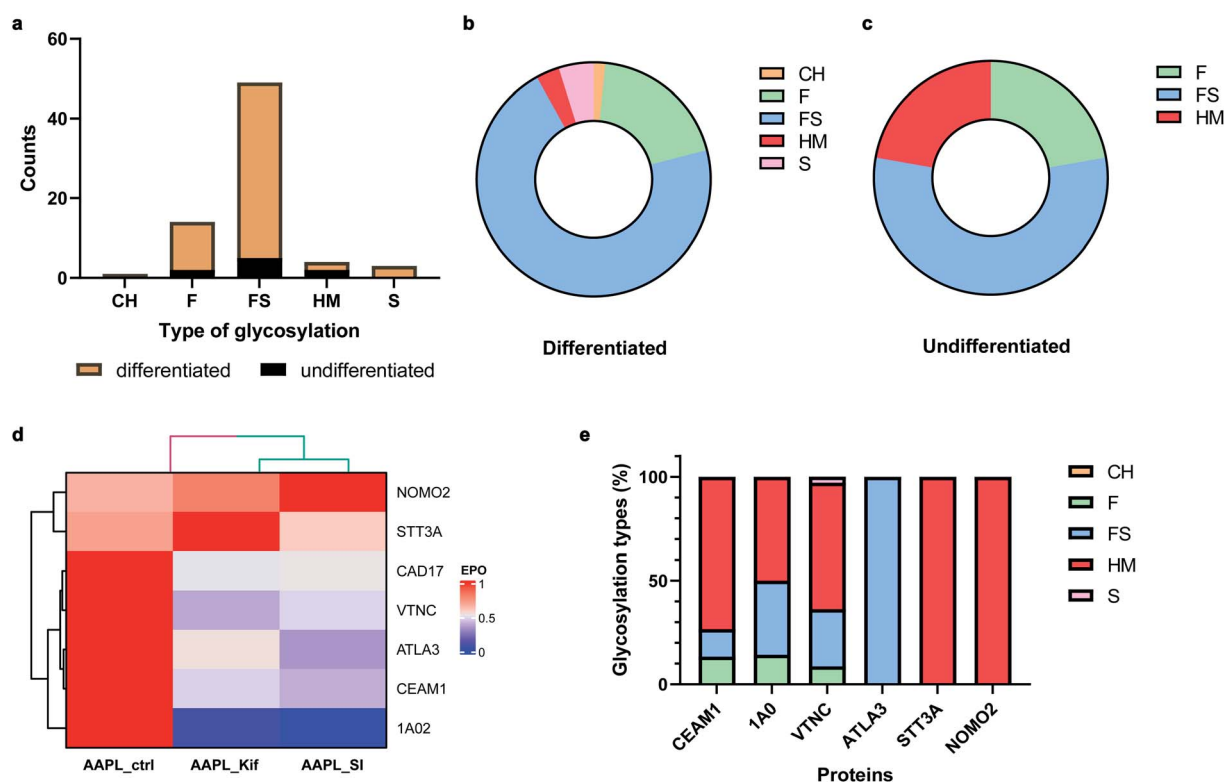 a
60
40
20
0
Counts
CH F FS HM S
Type of glycosylation
differentiated undifferentiated
b
CH
F
FS
HM
S
Differentiated
c
F
FS
HM
Undifferentiated
d
NOMO2
STT3A
CAD17
VTNC
ATLA3
CEAM1
1A02
AAPL_ctrl AAPL_Kif AAPL_SI
EPO
1
0.5
0
e
100
50
0
Glycosylation types (%)
CEAM1 1A0 VTNC ATLA3 STT3A NOMO2
Proteins
CH
F
FS
HM
S